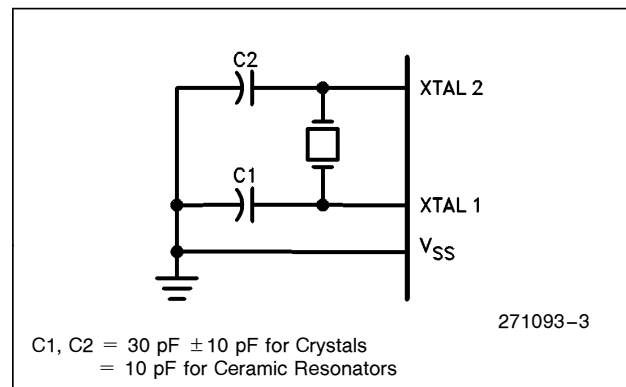 C2
XTAL 2
C1
XTAL 1
VSS
271093–3
C1, C2 = 30 pF ±10 pF for Crystals
= 10 pF for Ceramic Resonators